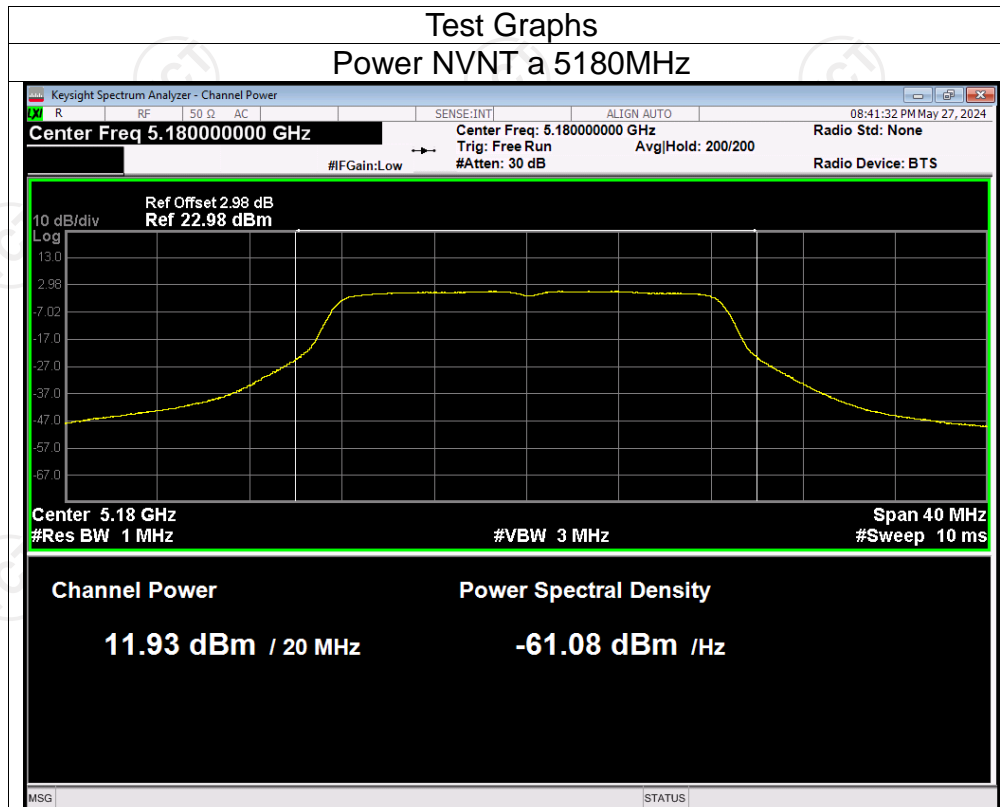 Test Graphs
Power NVNT a 5180MHz
Keysight Spectrum Analyzer - Channel Power
LXI R RF 50 Ω AC SENSE:INT ALIGN AUTO 08:41:32 PM May 27, 2024
Center Freq 5.180000000 GHz
Center Freq: 5.180000000 GHz
Radio Std: None
Trig: Free Run
Avg|Hold: 200/200
#IFGain:Low
#Atten: 30 dB
Radio Device: BTS
Ref Offset 2.98 dB
10 dB/div
Ref 22.98 dBm
Log
13.0
2.98
-7.02
-17.0
-27.0
-37.0
-47.0
-57.0
-67.0
Center 5.18 GHz
Span 40 MHz
#Res BW 1 MHz
#VBW 3 MHz
#Sweep 10 ms
Channel Power
Power Spectral Density
11.93 dBm / 20 MHz
-61.08 dBm /Hz
MSG
STATUS